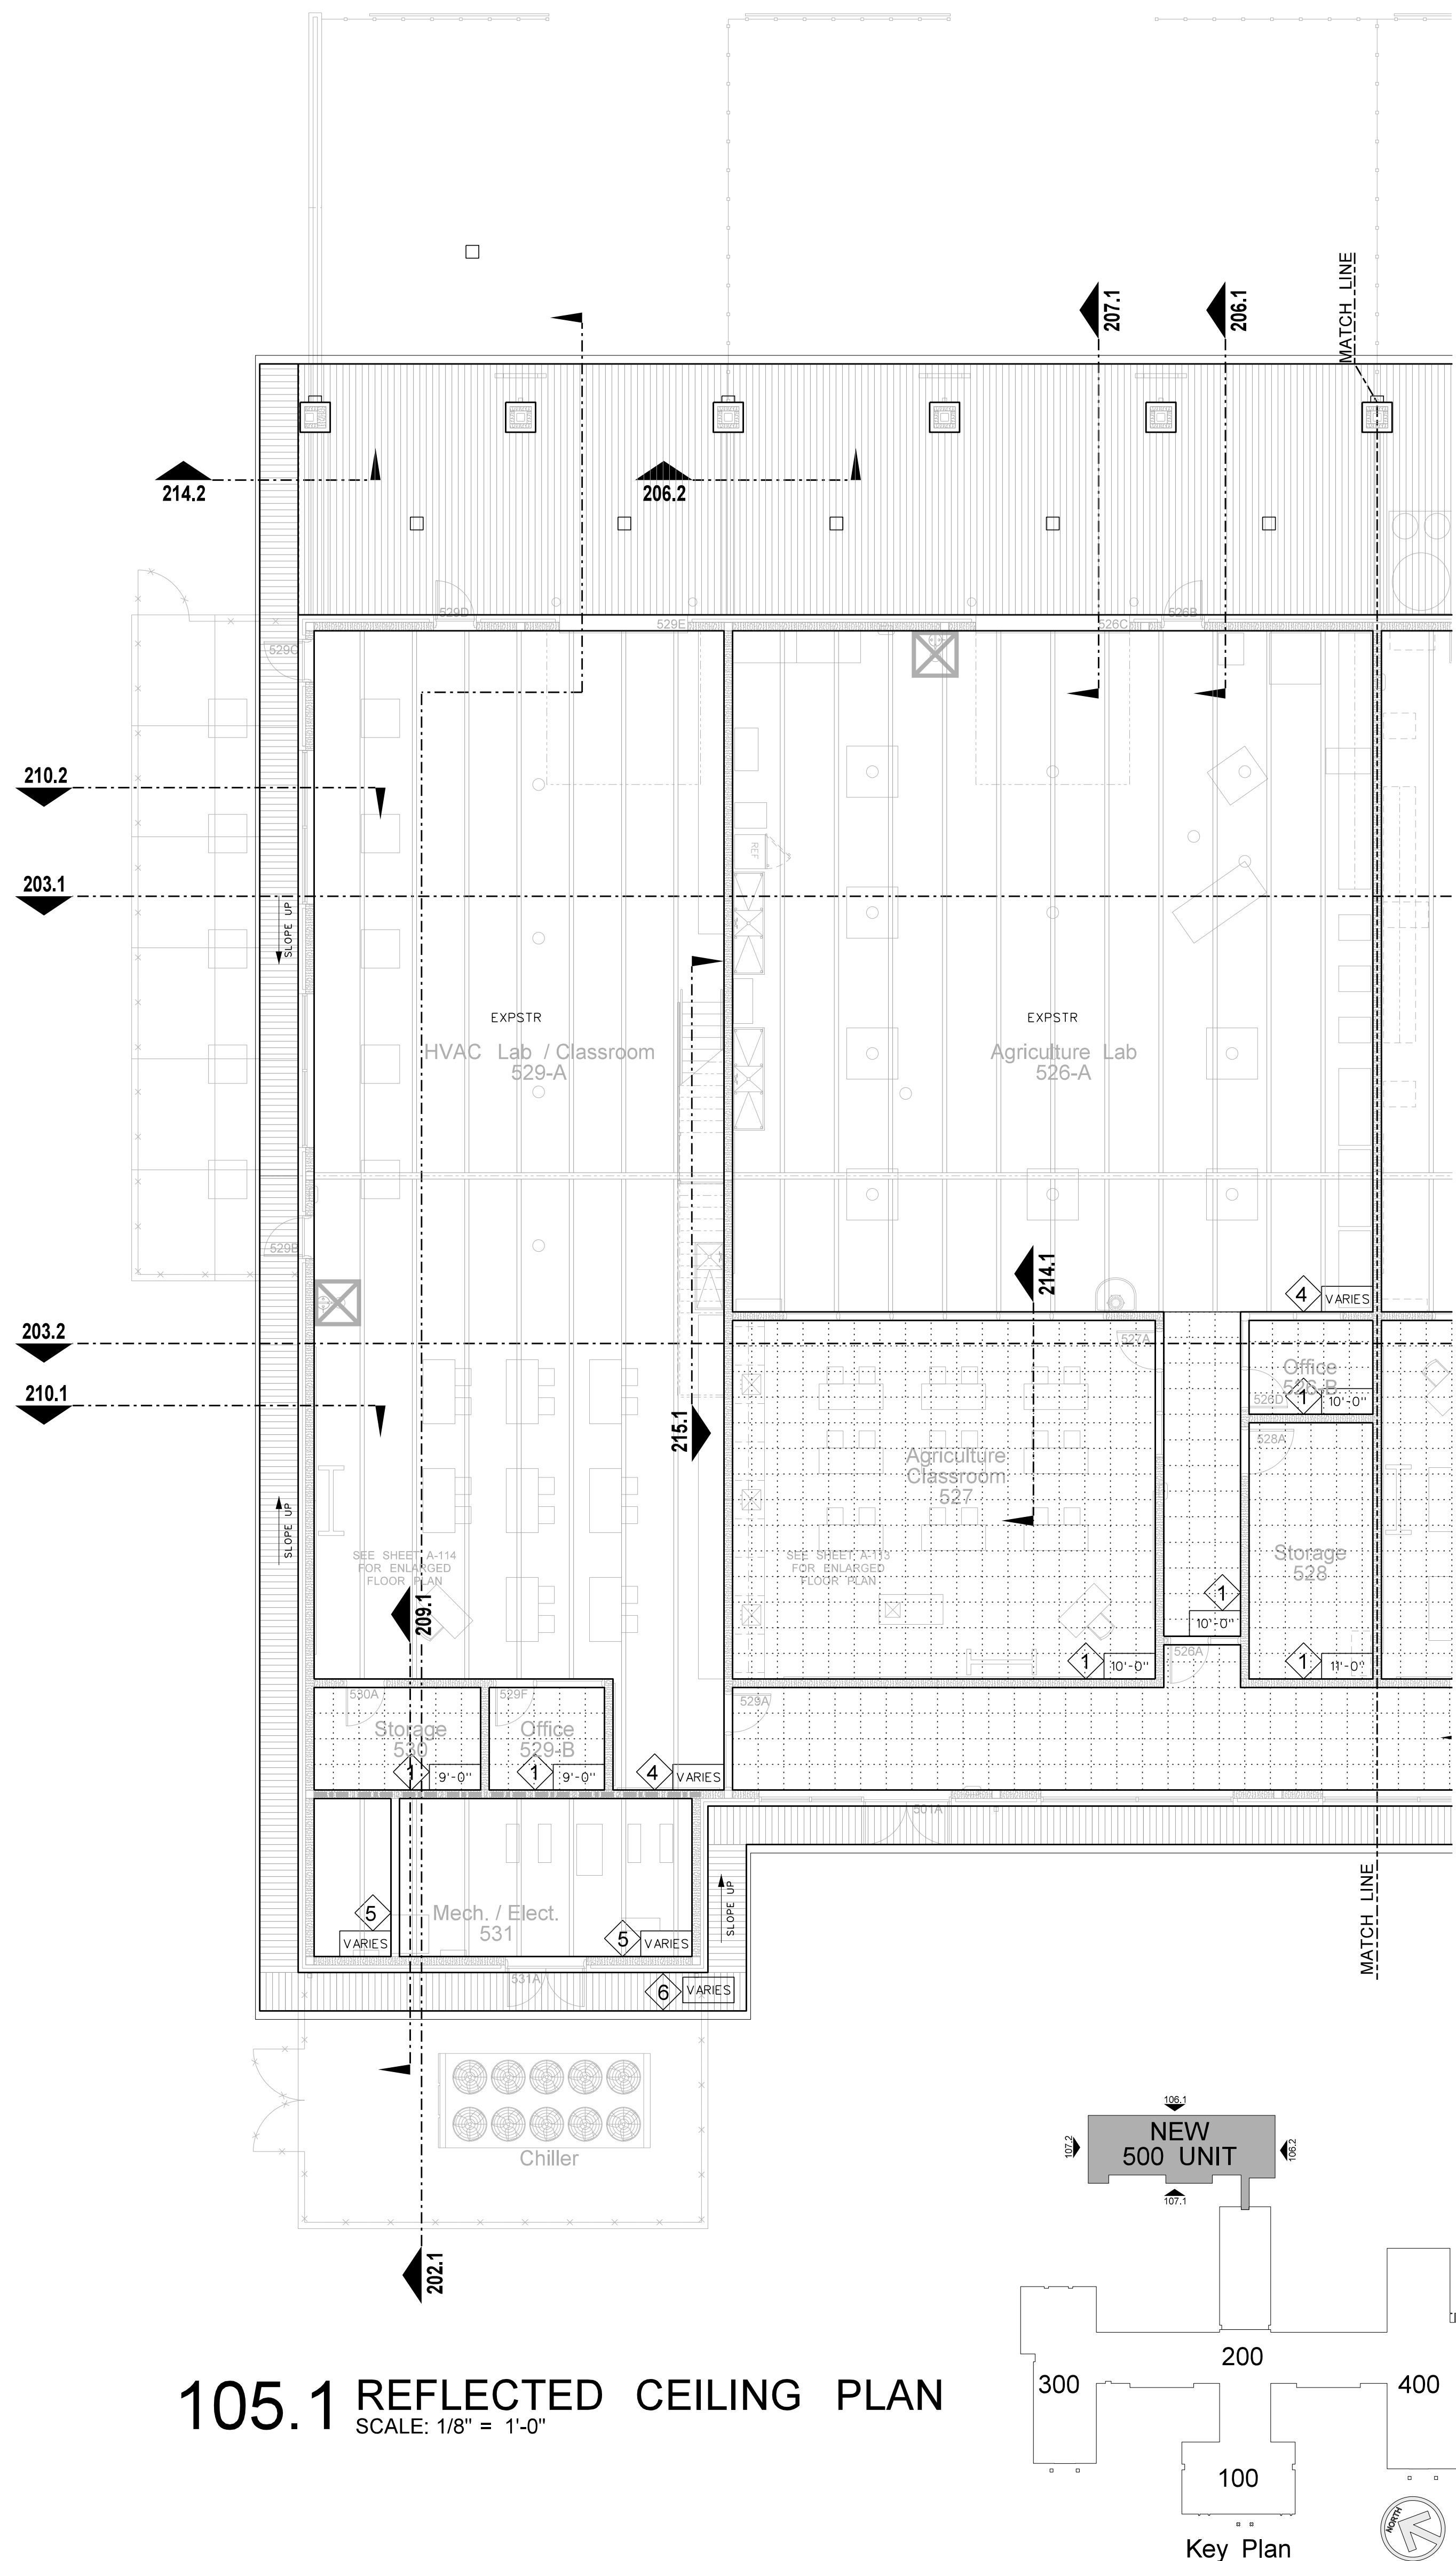 MATCH LINE
207.1
206.1
214.2
206.2
529D
529E
526C
526B
529C
210.2
REF
203.1
SLOPE UP
EXPSTR
HVAC Lab / Classroom
529-A
EXPSTR
Agriculture Lab
526-A
529B
214.1
4
VARIES
203.2
527A
Office
526-B
526D
1
10'-0"
210.1
215.1
528A
Agriculture
Classroom
527
SLOPE UP
SEE SHEET A-114
FOR ENLARGED
FLOOR PLAN
SEE SHEET A-113
FOR ENLARGED
FLOOR PLAN
Storage
528
209.1
1
10'-0"
526A
1
10'-0"
1
11'-0"
530A
529F
529A
Storage
530
Office
529-B
1
9'-0"
1
9'-0"
4
VARIES
501A
5
VARIES
Mech. / Elect.
531
5
VARIES
SLOPE UP
MATCH LINE
531A
6
VARIES
Chiller
202.1
106.1
107.2
NEW
500 UNIT
106.2
107.1
200
300
400
100
105.1 REFLECTED CEILING PLAN
SCALE: 1/8" = 1'-0"
NORTH
Key Plan